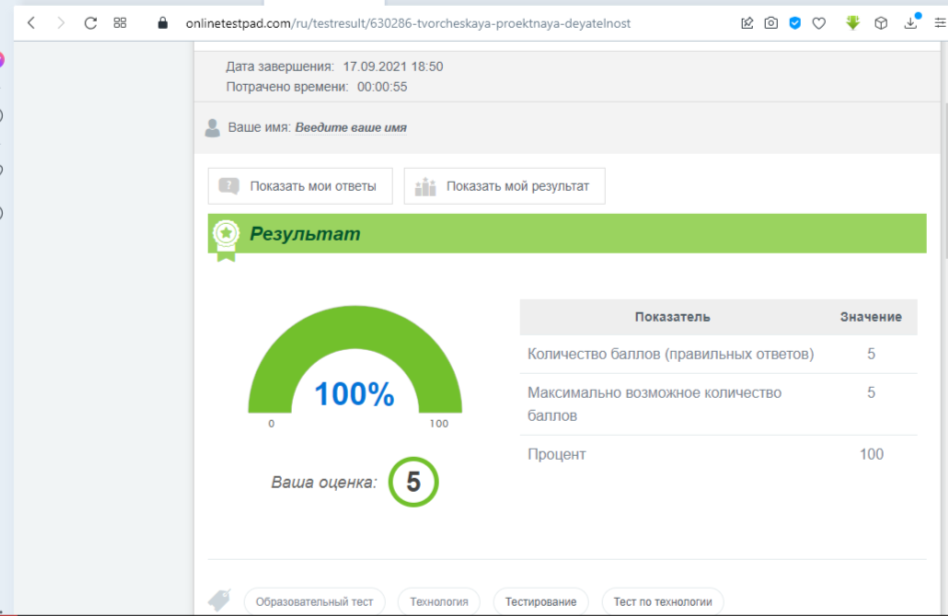 onlinetestpad.com/ru/testresult/630286-tvorcheskaya-proektnaya-deyatelnost
Дата завершения: 17.09.2021 18:50
Потрачено времени: 00:00:55
Ваше имя: Введите ваше имя
Показать мои ответы Показать мой результат
Результат
Показатель Значение
Количество баллов (правильных ответов) 5
Максимально возможное количество баллов 5
Процент 100
100%
0 100
Ваша оценка: 5
Образовательный тест Технология Тестирование Тест по технологии